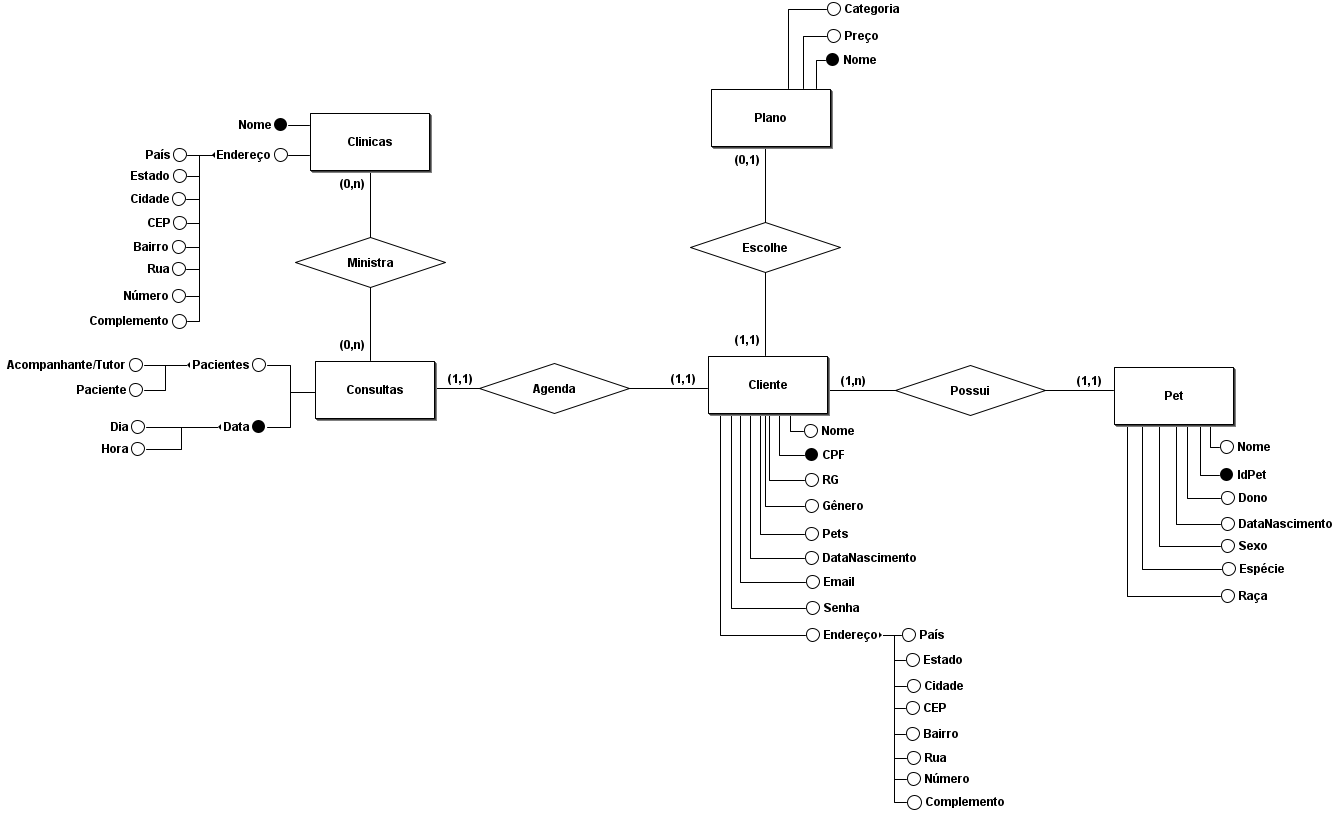 Categoria
Preço
Nome
Plano
(0,1)
Escolhe
(1,1)
Nome
Clinicas
Endereço
País
Estado
Cidade
CEP
Bairro
Rua
Número
Complemento
(0,n)
Ministra
(0,n)
Acompanhante/Tutor
Pacientes
Paciente
Dia
Data
Hora
Consultas
(1,1)
Agenda
(1,1)
Cliente
(1,n)
Possui
(1,1)
Pet
Nome
CPF
RG
Gênero
Pets
DataNascimento
Email
Senha
Endereço
País
Estado
Cidade
CEP
Bairro
Rua
Número
Complemento
Nome
IdPet
Dono
DataNascimento
Sexo
Espécie
Raça